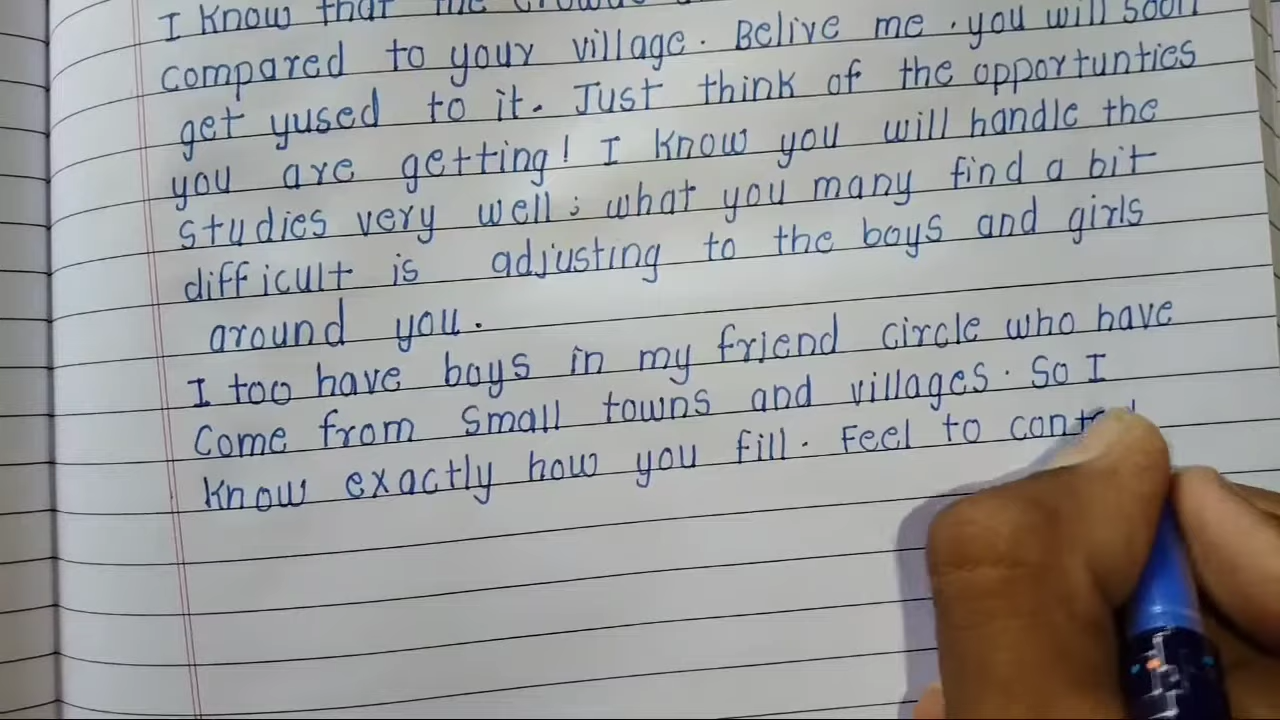 I know that the
compared to your village. Belive me . you will soon
get yused to it. Just think of the opportunties
you are getting! I know you will handle the
studies very well; what you many find a bit
difficult is adjusting to the boys and girls
around you.
I too have boys in my friend circle who have
come from small towns and villages. So I
know exactly how you fill. Feel to